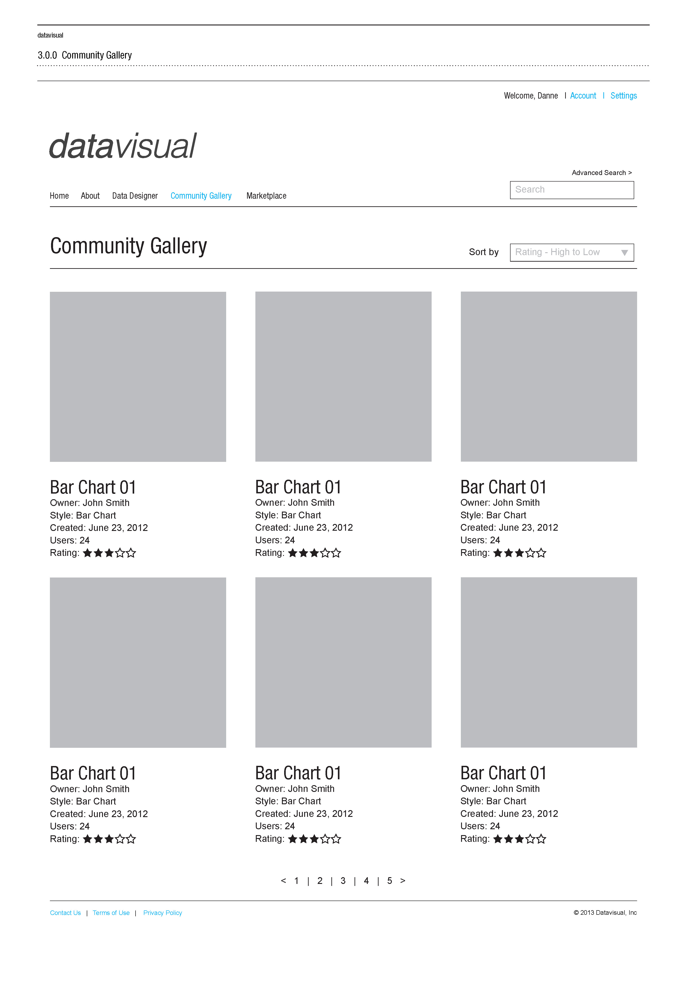 datavisual
3.0.0 Community Gallery
Welcome, Danne | Account | Settings
datavisual
Advanced Search >
Search
Home About Data Designer Community Gallery Marketplace
Community Gallery
Sort by Rating - High to Low ▼
Bar Chart 01
Owner: John Smith
Style: Bar Chart
Created: June 23, 2012
Users: 24
Rating: ★★★☆☆
Bar Chart 01
Owner: John Smith
Style: Bar Chart
Created: June 23, 2012
Users: 24
Rating: ★★★☆☆
Bar Chart 01
Owner: John Smith
Style: Bar Chart
Created: June 23, 2012
Users: 24
Rating: ★★★☆☆
Bar Chart 01
Owner: John Smith
Style: Bar Chart
Created: June 23, 2012
Users: 24
Rating: ★★★☆☆
Bar Chart 01
Owner: John Smith
Style: Bar Chart
Created: June 23, 2012
Users: 24
Rating: ★★★☆☆
Bar Chart 01
Owner: John Smith
Style: Bar Chart
Created: June 23, 2012
Users: 24
Rating: ★★★☆☆
< 1 | 2 | 3 | 4 | 5 >
Contact Us | Terms of Use | Privacy Policy
© 2013 Datavisual, Inc